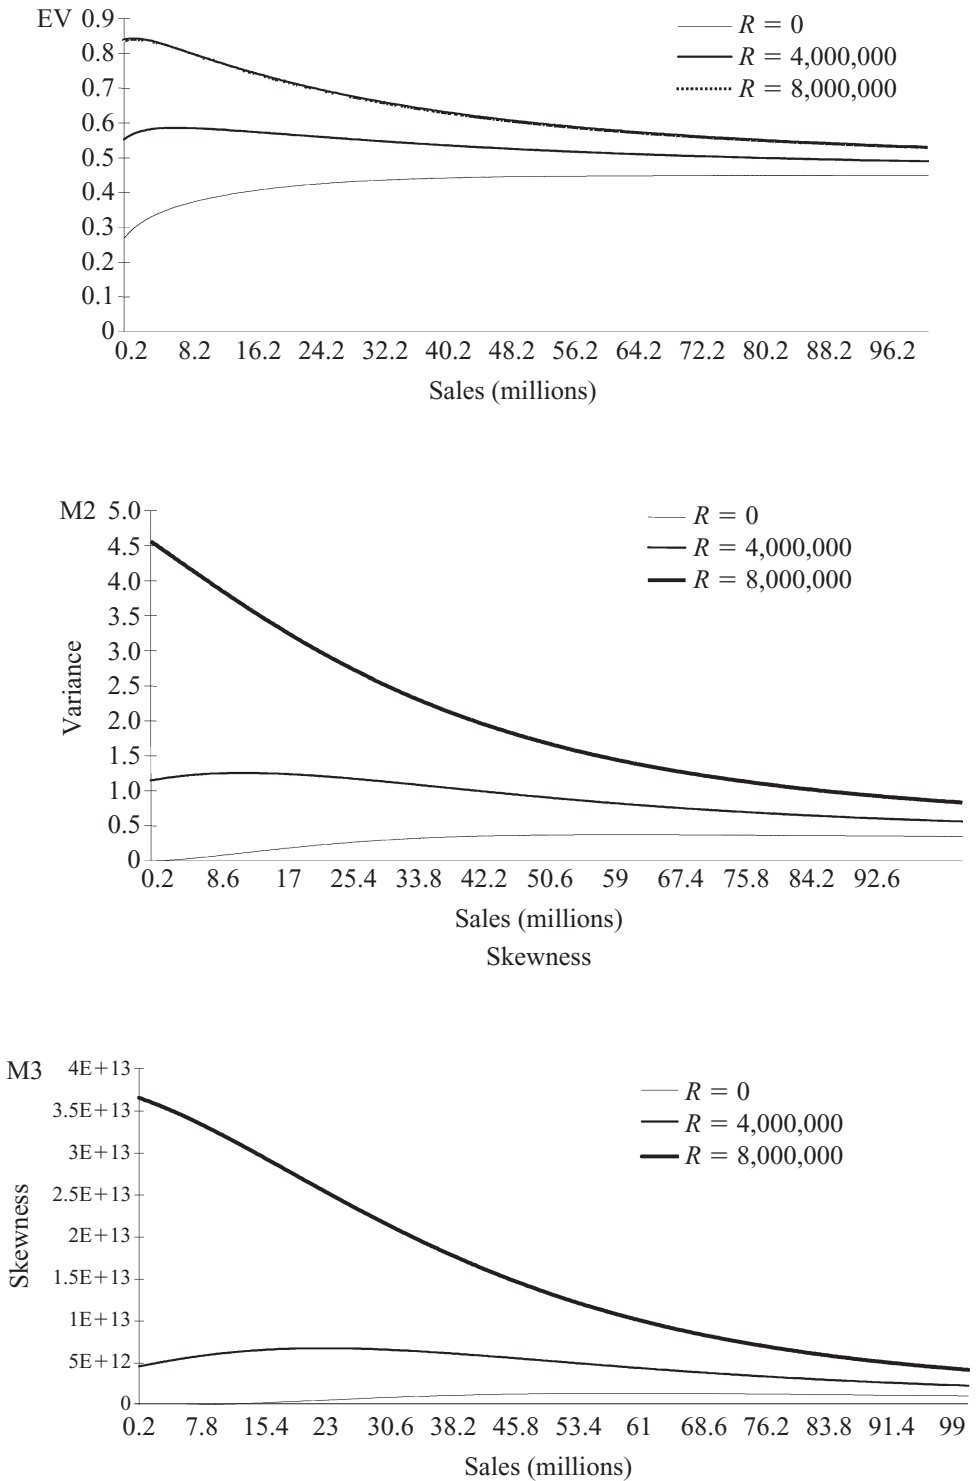 EV 0.9
0.8
0.7
0.6
0.5
0.4
0.3
0.2
0.1
0
R = 0
R = 4,000,000
R = 8,000,000
0.2 8.2 16.2 24.2 32.2 40.2 48.2 56.2 64.2 72.2 80.2 88.2 96.2
Sales (millions)
M2 5.0
4.5
4.0
3.5
3.0
2.5
2.0
1.5
1.0
0.5
0
Variance
R = 0
R = 4,000,000
R = 8,000,000
0.2 8.6 17 25.4 33.8 42.2 50.6 59 67.4 75.8 84.2 92.6
Sales (millions)
Skewness
M3 4E+13
3.5E+13
3E+13
2.5E+13
2E+13
1.5E+13
1E+13
5E+12
0
Skewness
R = 0
R = 4,000,000
R = 8,000,000
0.2 7.8 15.4 23 30.6 38.2 45.8 53.4 61 68.6 76.2 83.8 91.4 99
Sales (millions)